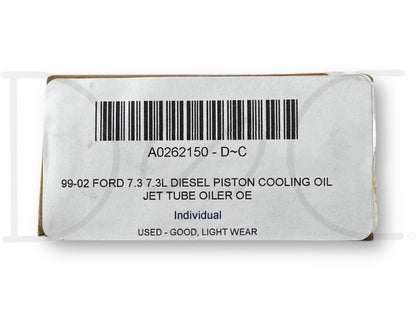 A0262150 - D~C
99-02 FORD 7.3 7.3L DIESEL PISTON COOLING OIL
JET TUBE OILER OE
Individual
USED - GOOD, LIGHT WEAR